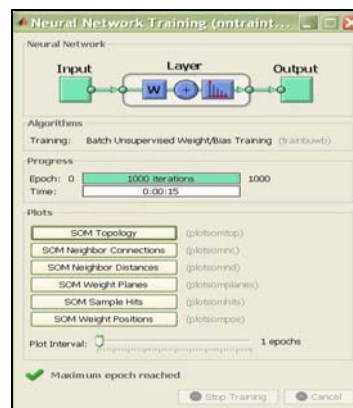 Neural Network Training (nntraint...
Neural Network
Input Layer Output
W +
Algorithms
Training: Batch Unsupervised Weight/Bias Training (trainbuwb)
Progress
Epoch: 0 1000 iterations 1000
Time: 0:00:15
Plots
SOM Topology (plotsomtop)
SOM Neighbor Connections (plotsomnc)
SOM Neighbor Distances (plotsomnd)
SOM Weight Planes (plotsomplanes)
SOM Sample Hits (plotsomhits)
SOM Weight Positions (plotsompos)
Plot Interval: 1 epochs
Maximum epoch reached
Stop Training Cancel